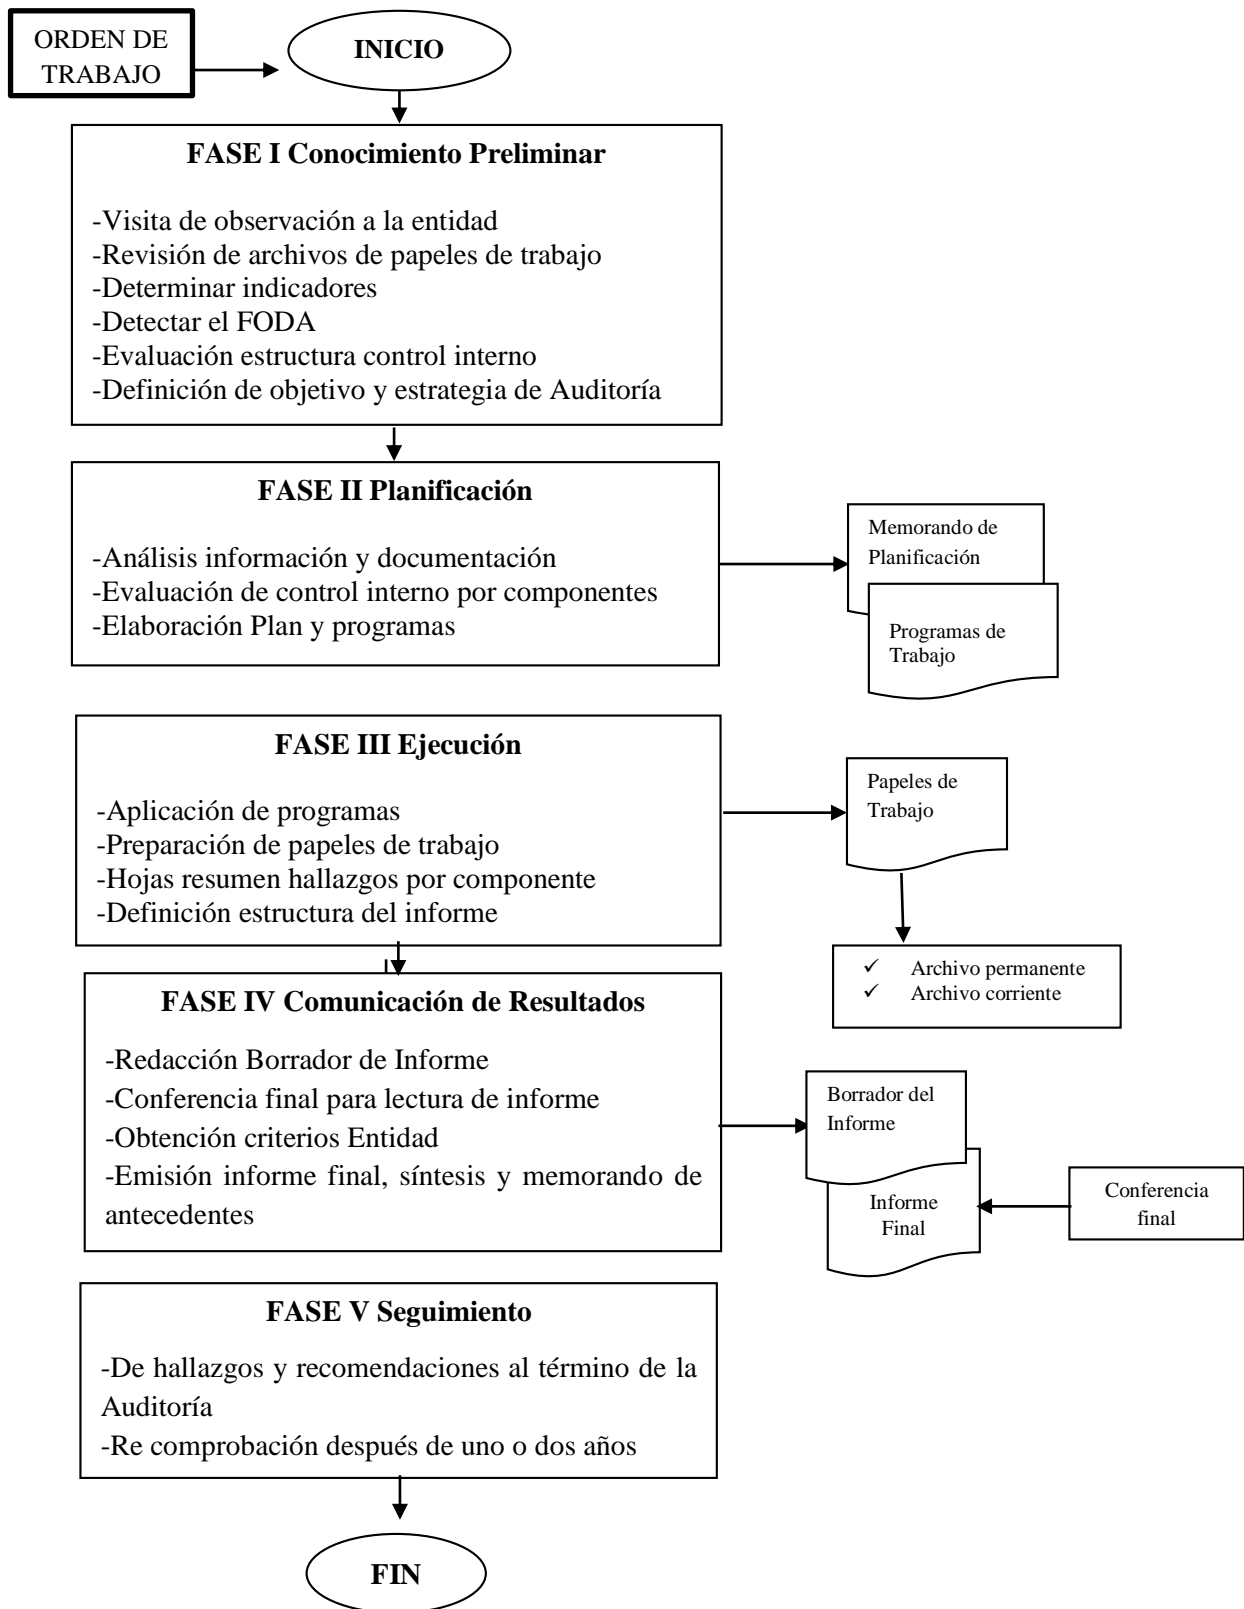 ORDEN DE
TRABAJO
INICIO
FASE I Conocimiento Preliminar
-Visita de observación a la entidad
-Revisión de archivos de papeles de trabajo
-Determinar indicadores
-Detectar el FODA
-Evaluación estructura control interno
-Definición de objetivo y estrategia de Auditoría
FASE II Planificación
-Análisis información y documentación
-Evaluación de control interno por componentes
-Elaboración Plan y programas
Memorando de
Planificación
Programas de
Trabajo
FASE III Ejecución
-Aplicación de programas
-Preparación de papeles de trabajo
-Hojas resumen hallazgos por componente
-Definición estructura del informe
Papeles de
Trabajo
✓ Archivo permanente
✓ Archivo corriente
FASE IV Comunicación de Resultados
-Redacción Borrador de Informe
-Conferencia final para lectura de informe
-Obtención criterios Entidad
-Emisión informe final, síntesis y memorando de
antecedentes
Borrador del
Informe
Informe
Final
Conferencia
final
FASE V Seguimiento
-De hallazgos y recomendaciones al término de la
Auditoría
-Re comprobación después de uno o dos años
FIN